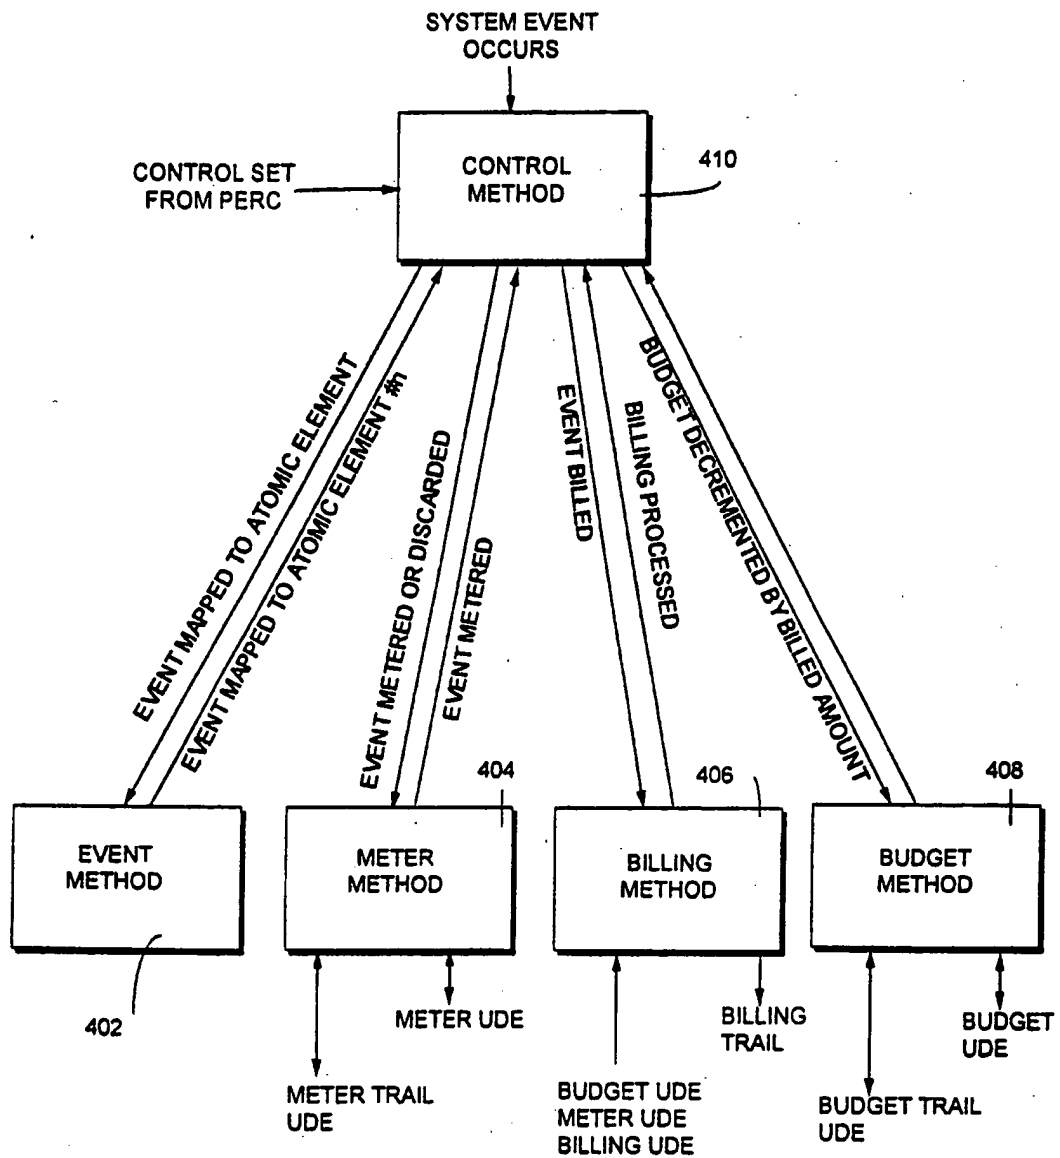 SYSTEM EVENT
OCCURS
CONTROL SET
FROM PERC
CONTROL
METHOD
410
EVENT MAPPED TO ATOMIC ELEMENT
EVENT MAPPED TO ATOMIC ELEMENT #n
EVENT METERED OR DISCARDED
EVENT METERED
EVENT BILLED
BILLING PROCESSED
BUDGET DECREMENTED BY BILLED AMOUNT
EVENT
METHOD
402
METER
METHOD
404
BILLING
METHOD
406
BUDGET
METHOD
408
METER UDE
METER TRAIL
UDE
BILLING
TRAIL
BUDGET UDE
METER UDE
BILLING UDE
BUDGET
UDE
BUDGET TRAIL
UDE